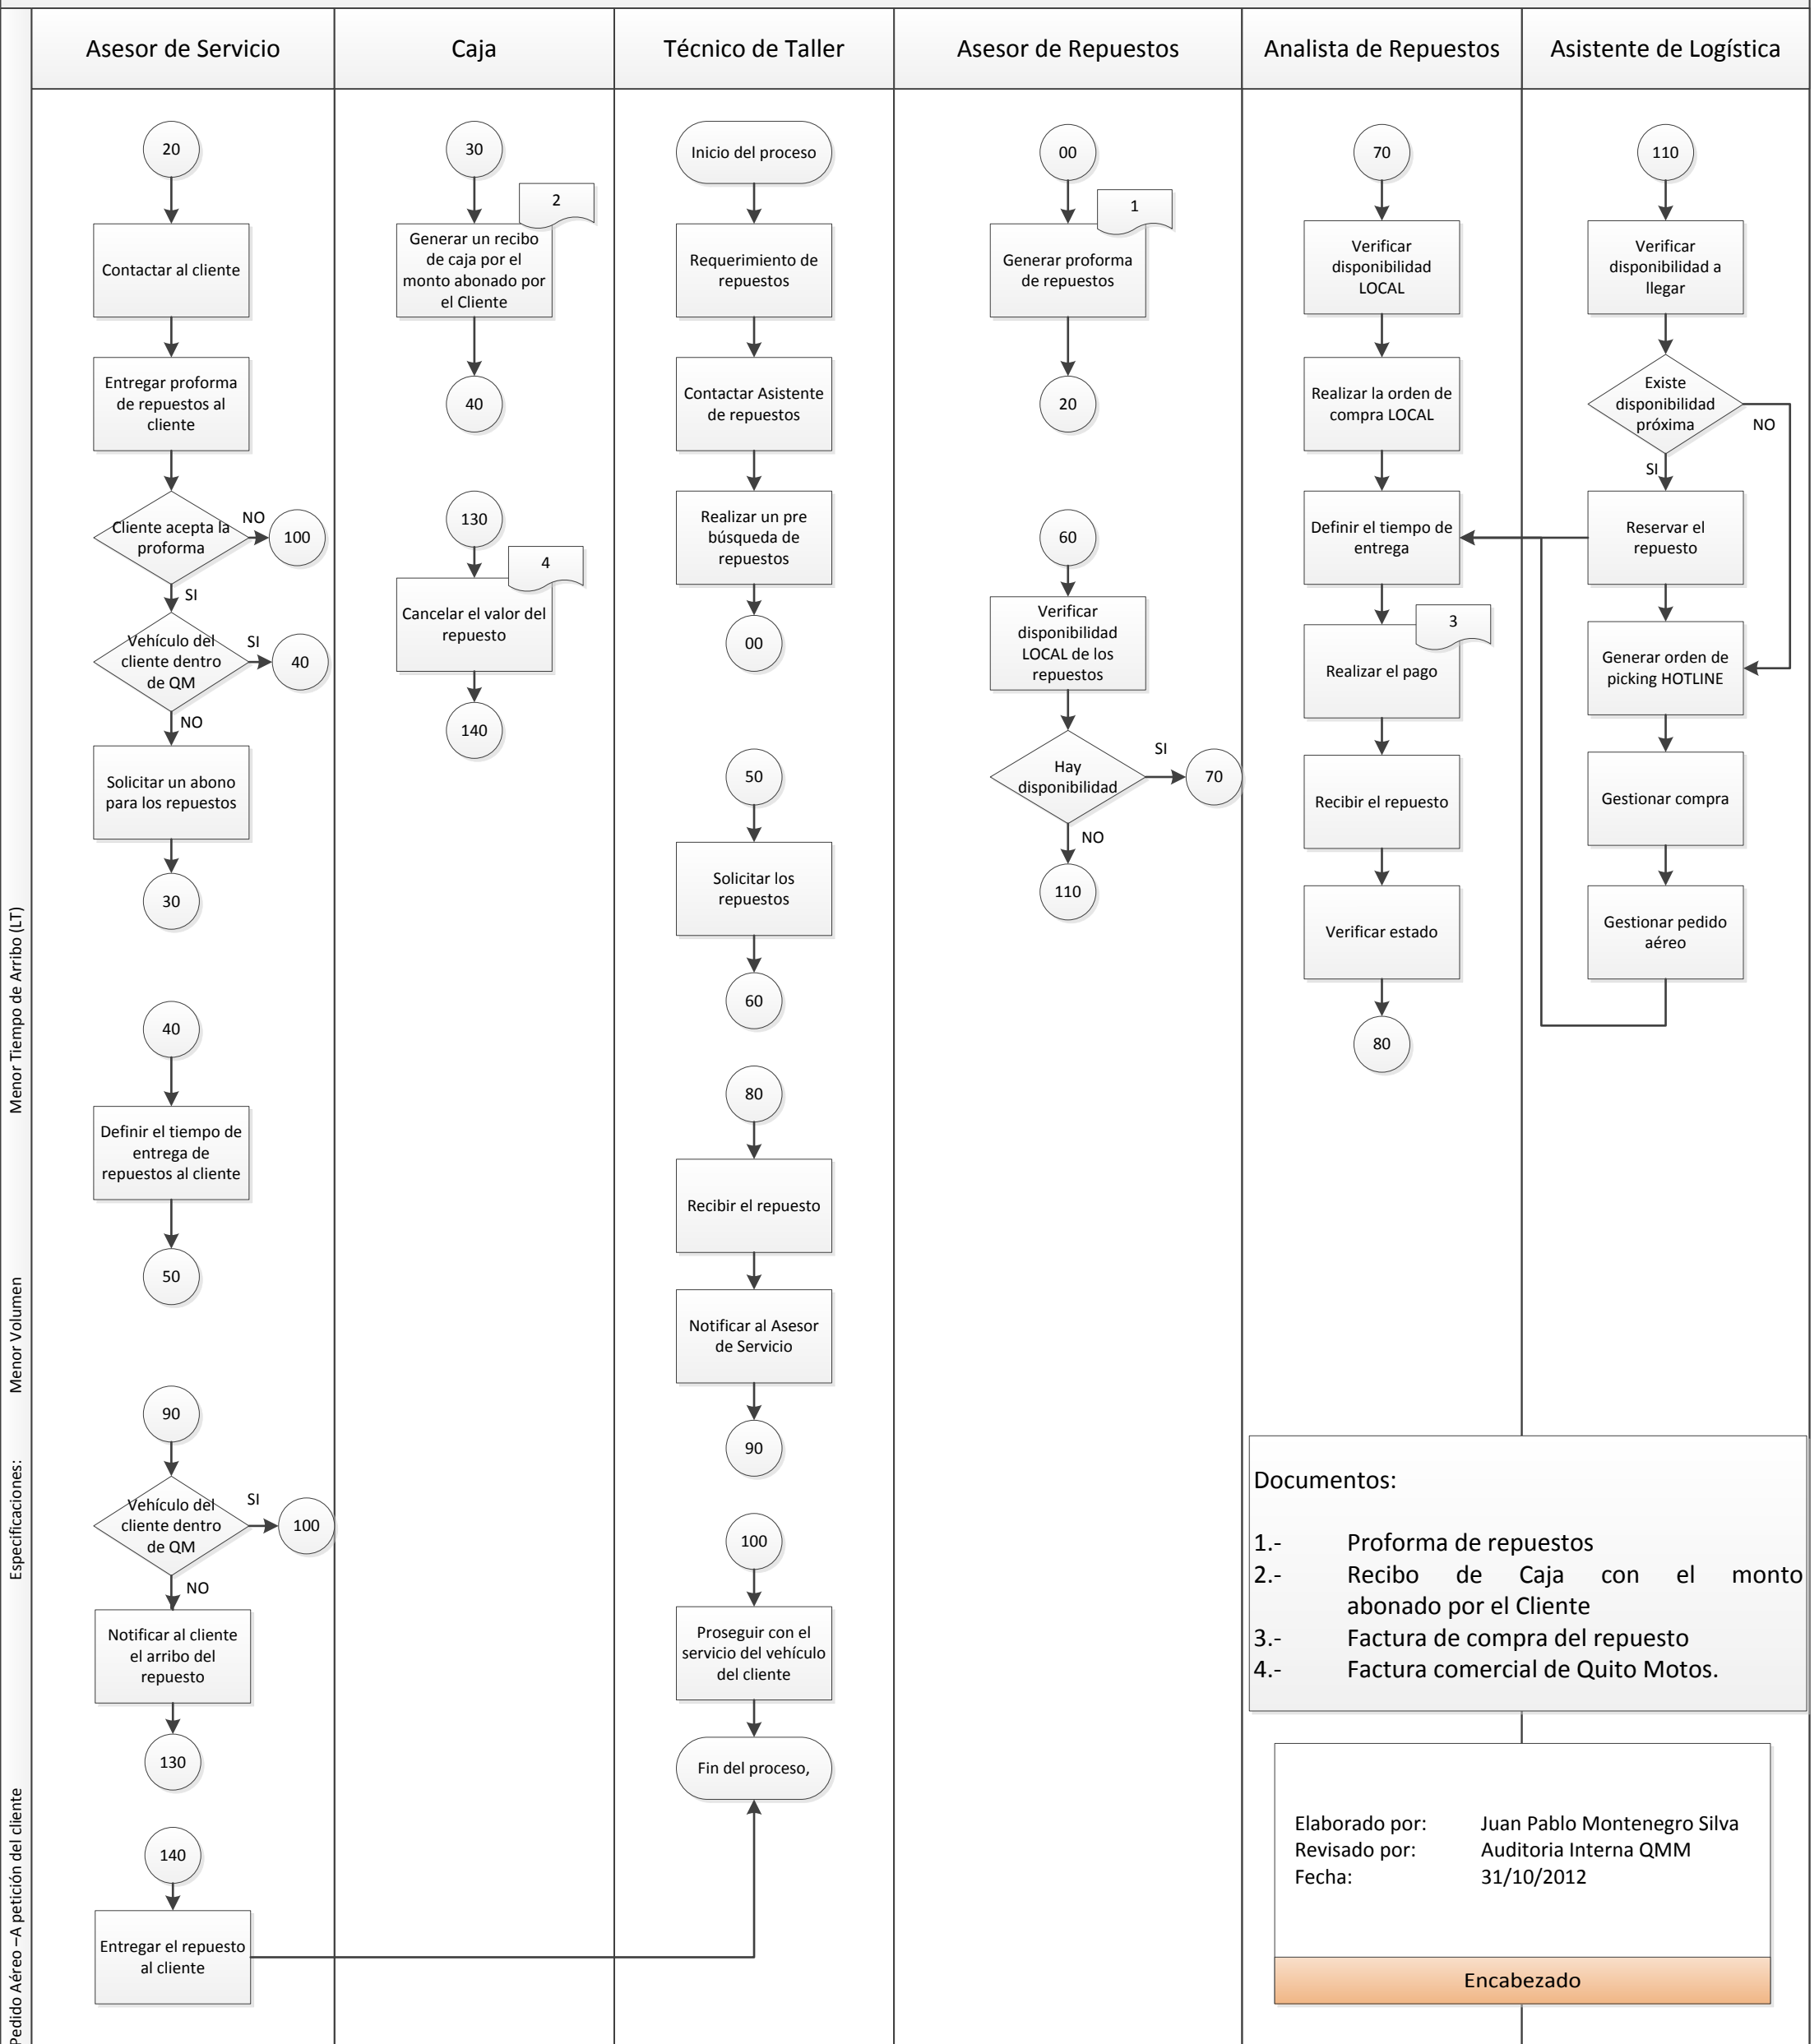 Asesor de Servicio
Caja
Técnico de Taller
Asesor de Repuestos
Analista de Repuestos
Asistente de Logística
Pedido Aéreo –A petición del cliente
Especificaciones:
Menor Volumen
Menor Tiempo de Arribo (LT)
20
Contactar al cliente
Entregar proforma
de repuestos al
cliente
Cliente acepta la
proforma
NO
100
SI
Vehículo del
cliente dentro
de QM
SI
40
NO
Solicitar un abono
para los repuestos
30
40
Definir el tiempo de
entrega de
repuestos al cliente
50
90
Vehículo del
cliente dentro
de QM
SI
100
NO
Notificar al cliente
el arribo del
repuesto
130
140
Entregar el repuesto
al cliente
30
2
Generar un recibo
de caja por el
monto abonado por
el Cliente
40
130
4
Cancelar el valor del
repuesto
140
Inicio del proceso
Requerimiento de
repuestos
Contactar Asistente
de repuestos
Realizar un pre
búsqueda de
repuestos
00
50
Solicitar los
repuestos
60
80
Recibir el repuesto
Notificar al Asesor
de Servicio
90
100
Proseguir con el
servicio del vehículo
del cliente
Fin del proceso,
00
1
Generar proforma
de repuestos
20
60
Verificar
disponibilidad
LOCAL de los
repuestos
Hay
disponibilidad
SI
70
NO
110
70
Verificar
disponibilidad
LOCAL
Realizar la orden de
compra LOCAL
Definir el tiempo de
entrega
3
Realizar el pago
Recibir el repuesto
Verificar estado
80
110
Verificar
disponibilidad a
llegar
Existe
disponibilidad
próxima
NO
SI
Reservar el
repuesto
Generar orden de
picking HOTLINE
Gestionar compra
Gestionar pedido
aéreo
Documentos:
1.- Proforma de repuestos
2.- Recibo de Caja con el monto
abonado por el Cliente
3.- Factura de compra del repuesto
4.- Factura comercial de Quito Motos.
Elaborado por: Juan Pablo Montenegro Silva
Revisado por: Auditoria Interna QMM
Fecha: 31/10/2012
Encabezado